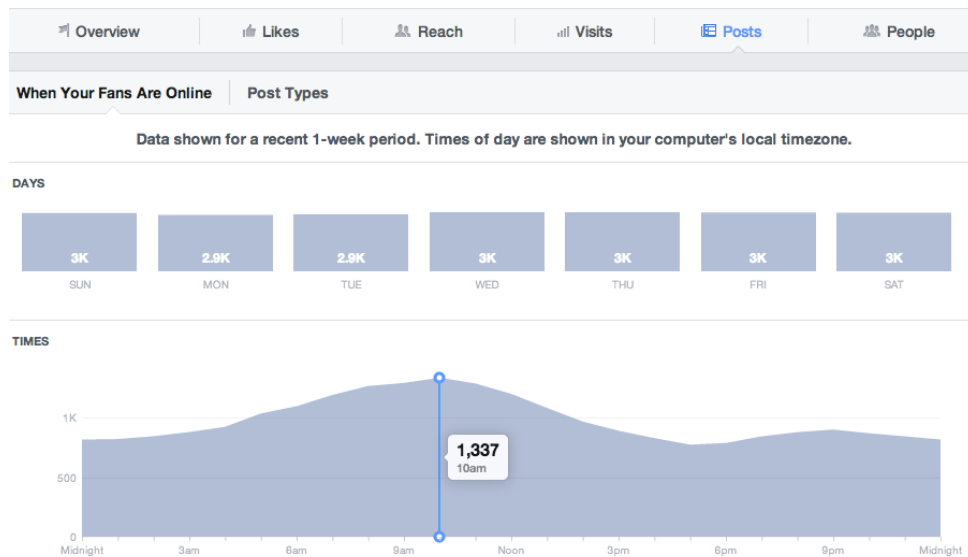 Overview Likes Reach Visits Posts People
When Your Fans Are Online Post Types
Data shown for a recent 1-week period. Times of day are shown in your computer's local timezone.
DAYS
3K 2.9K 2.9K 3K 3K 3K 3K
SUN MON TUE WED THU FRI SAT
TIMES
1K
1,337
10am
500
0
Midnight 3am 6am 9am Noon 3pm 6pm 9pm Midnight